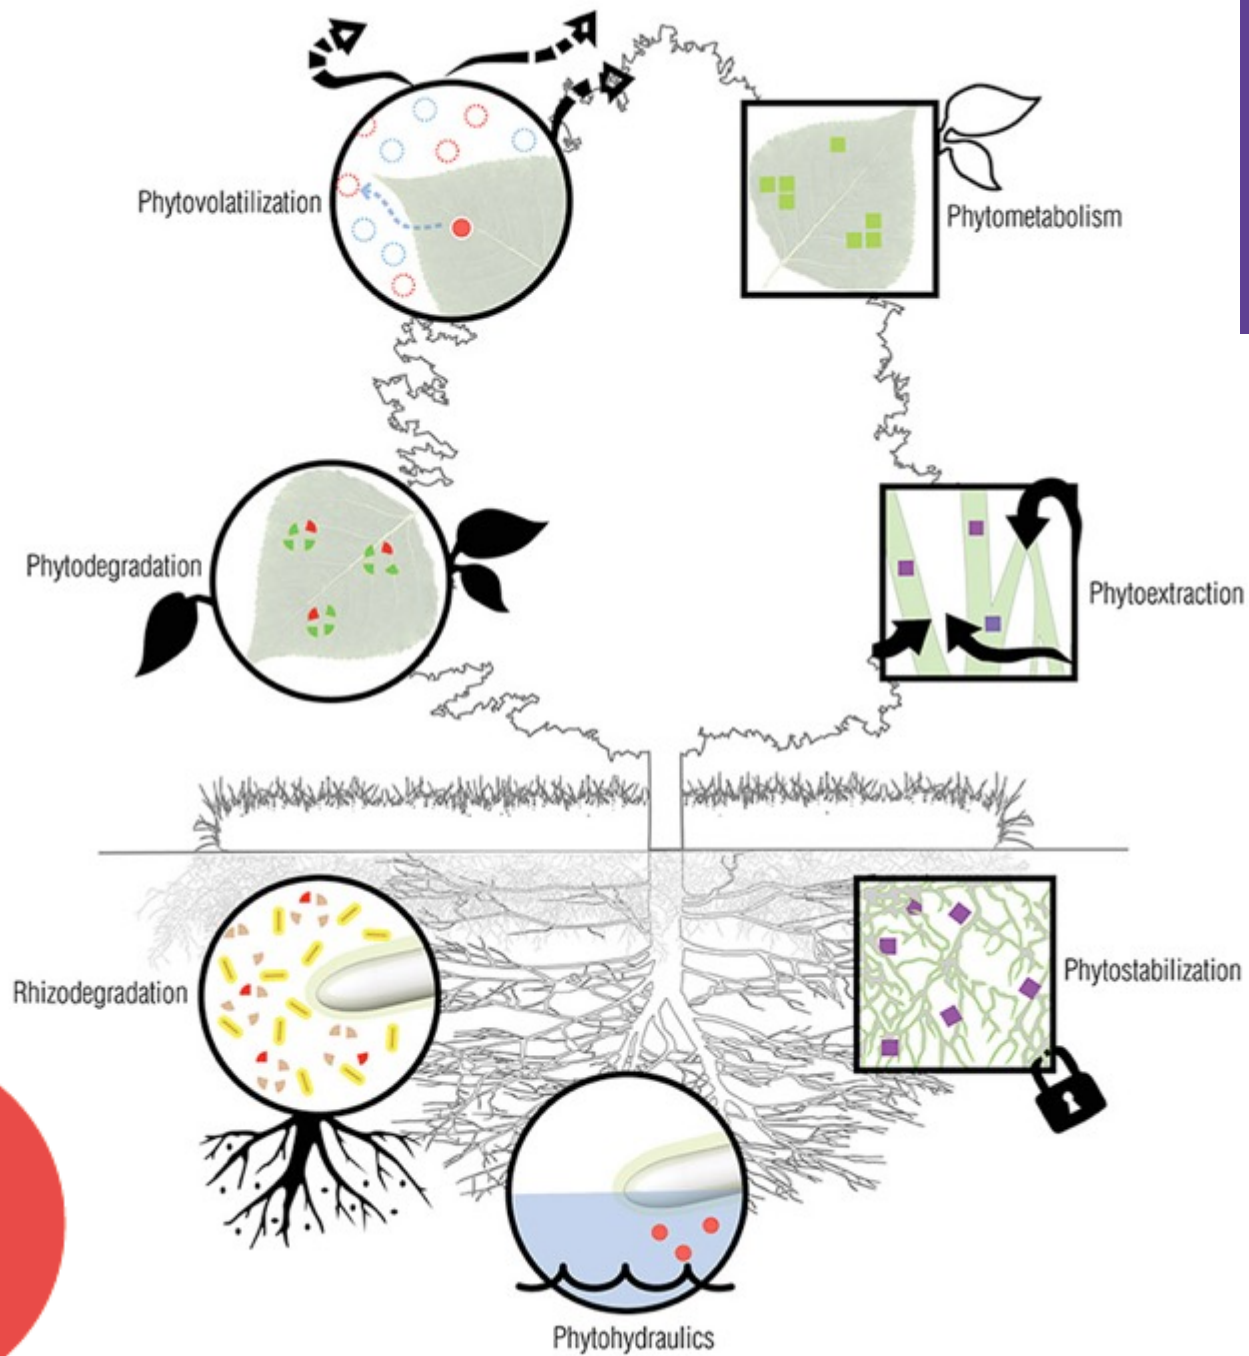 Phytovolatilization
Phytometabolism
Phytodegradation
Phytoextraction
Rhizodegradation
Phytostabilization
Phytohydraulics